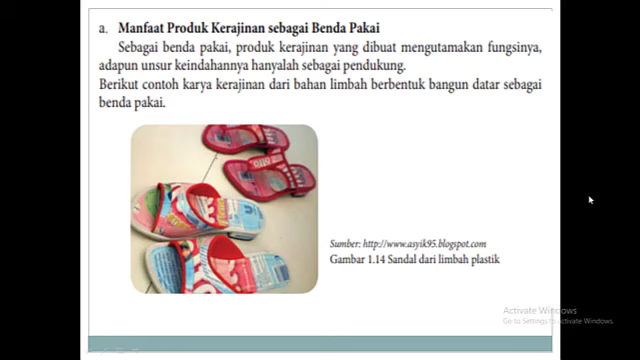 a. Manfaat Produk Kerajinan sebagai Benda Pakai
Sebagai benda pakai, produk kerajinan yang dibuat mengutamakan fungsinya,
adapun unsur keindahannya hanyalah sebagai pendukung.
Berikut contoh karya kerajinan dari bahan limbah berbentuk bangun datar sebagai
benda pakai.
Sumber: http://www.asyik95.blogspot.com
Gambar 1.14 Sandal dari limbah plastik
Activate Windows
Go to Settings to activate Windows.